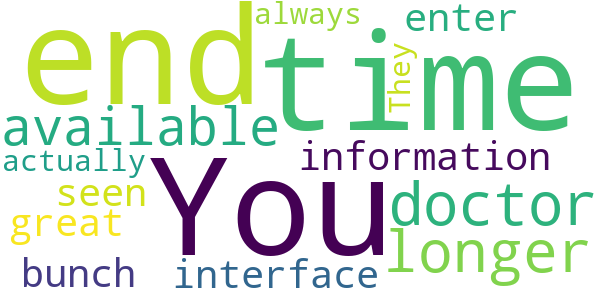 always
enter
end
time
They
available
actually
information
You
seen
doctor
great
longer
bunch
interface